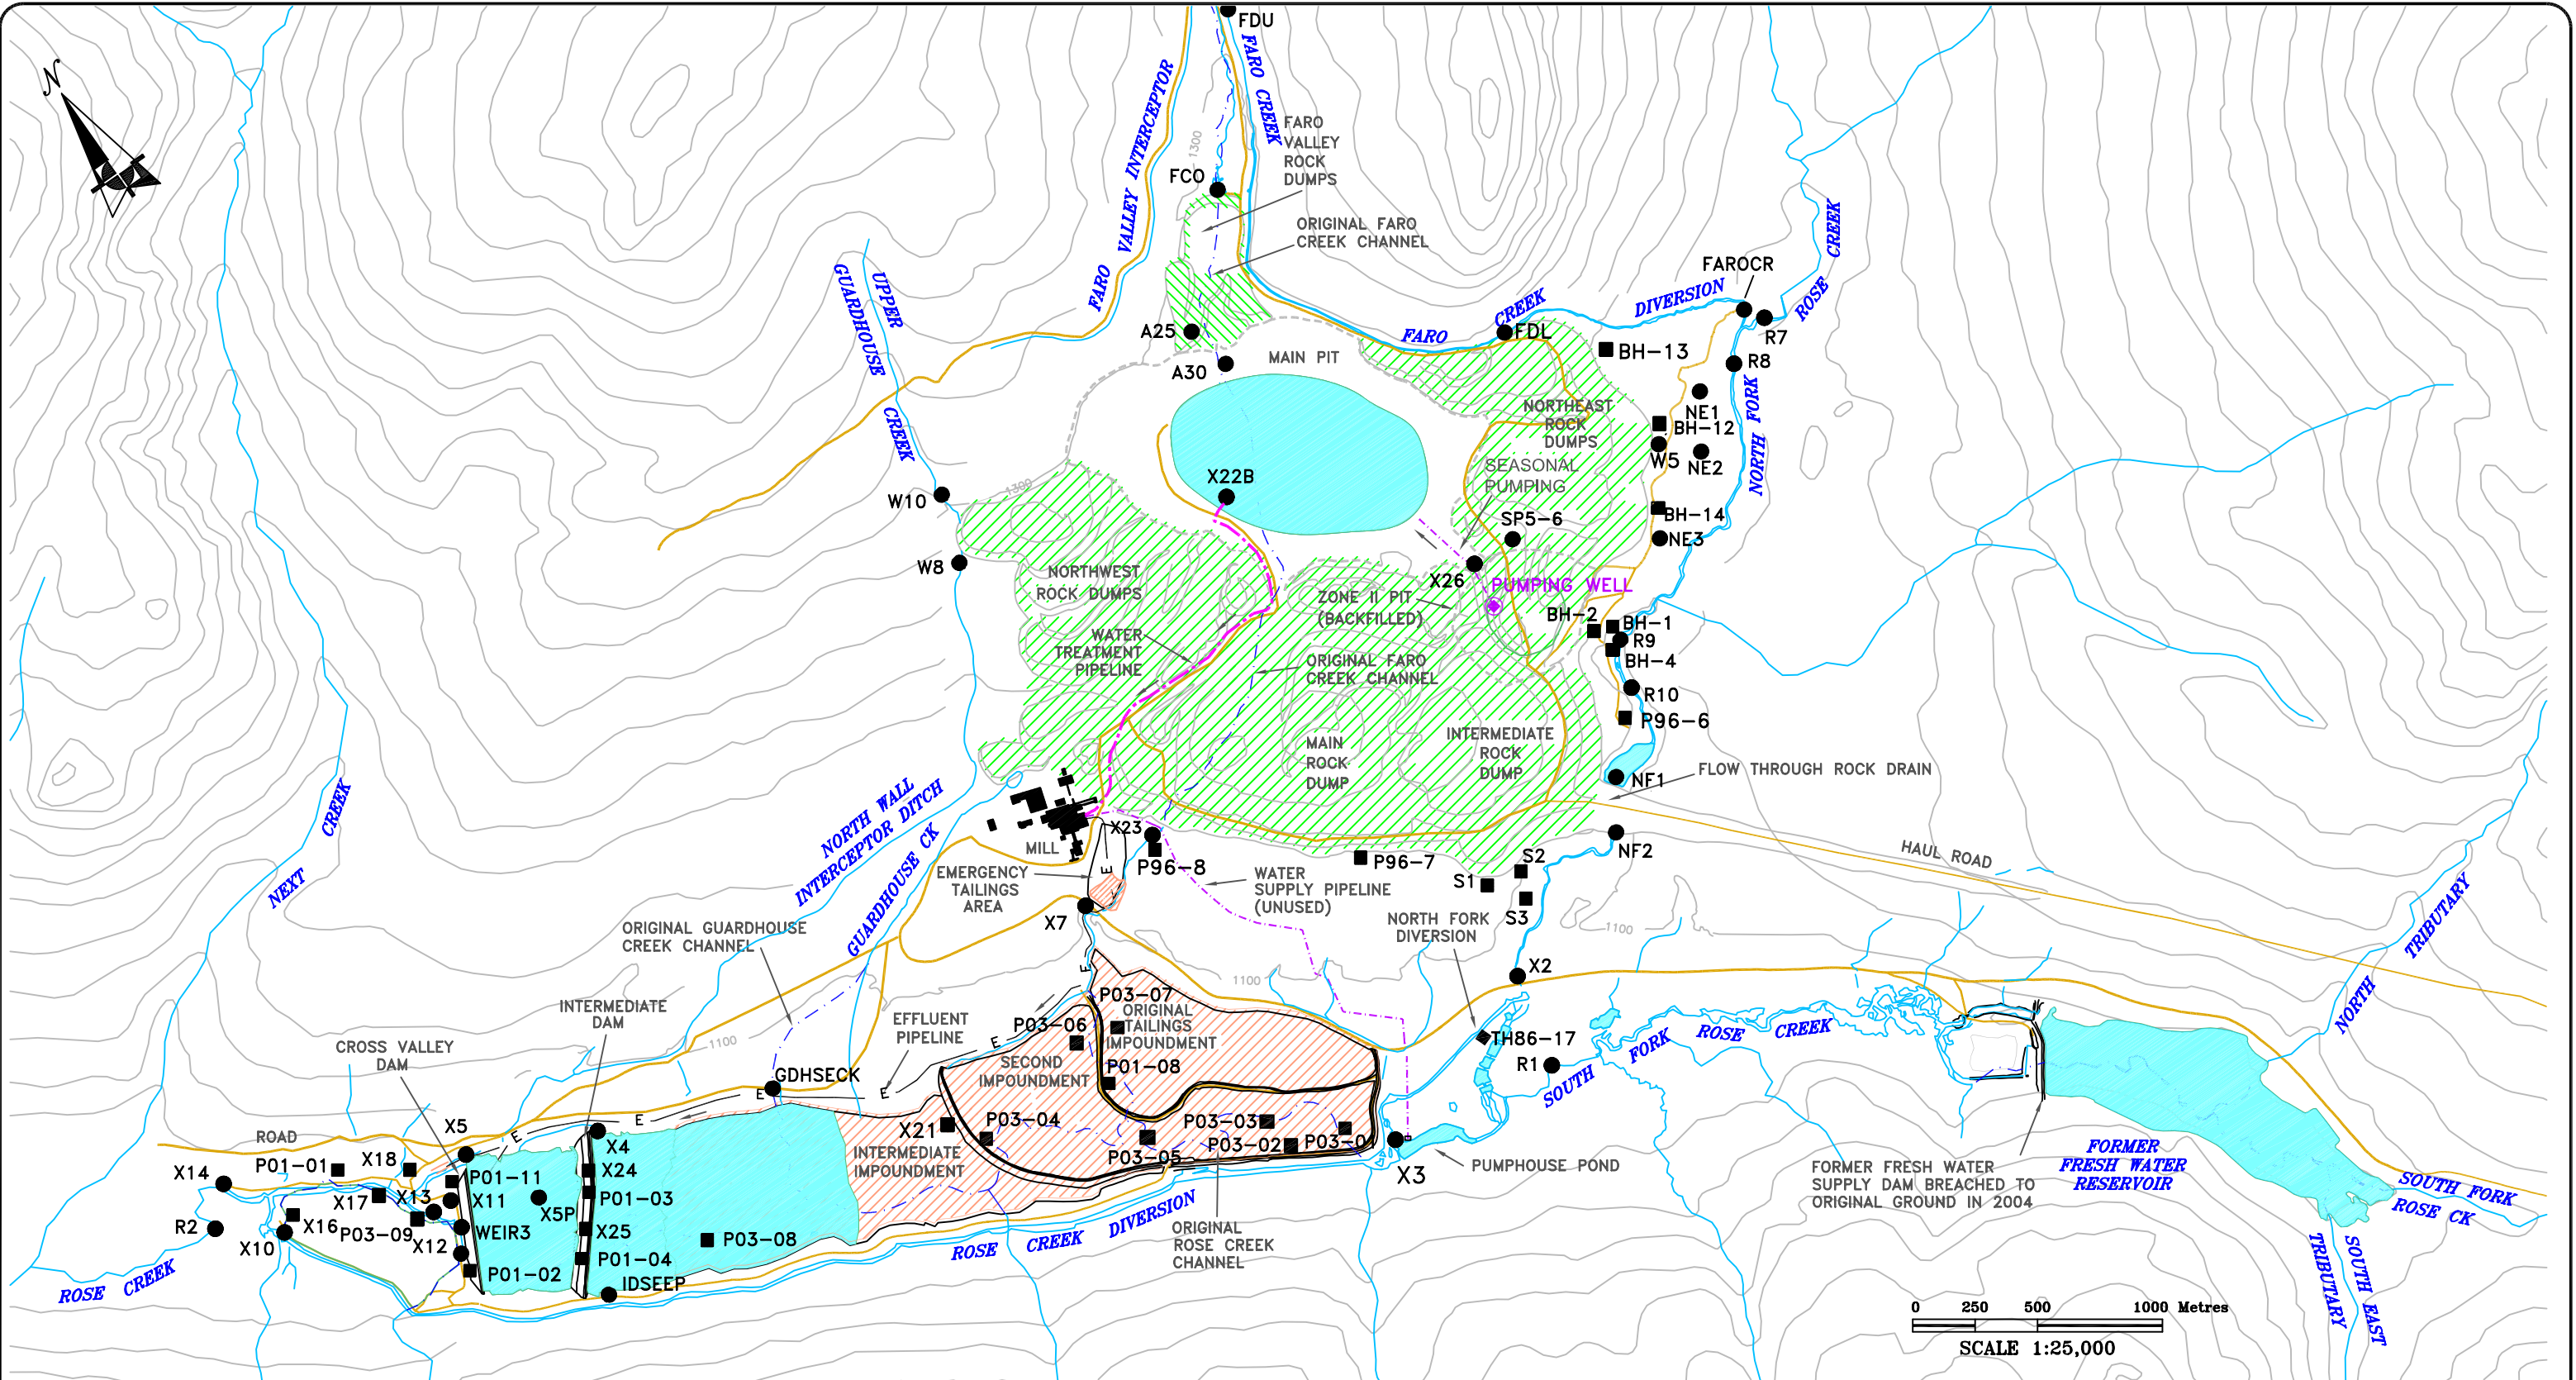 N
FDU
FARO CREEK
FARO VALLEY INTERCEPTOR
1300
FARO
VALLEY
ROCK
DUMPS
FCO
ORIGINAL FARO
CREEK CHANNEL
UPPER
GUARDHOUSE
CREEK
FAROCR
ROSE CREEK
R7
R8
NORTH FORK
FARO CREEK DIVERSION
FDL
A25
A30
MAIN PIT
BH-13
NE1
BH-12
W5
NE2
NORTHEAST
ROCK
DUMPS
SEASONAL
PUMPING
X22B
W10
1300
SP5-6
BH-14
NE3
W8
X26
PUMPING WELL
NORTHWEST
ROCK DUMPS
ZONE II PIT
(BACKFILLED)
BH-2
BH-1
R9
BH-4
WATER
TREATMENT
PIPELINE
ORIGINAL FARO
CREEK CHANNEL
R10
P96-6
MAIN
ROCK
DUMP
INTERMEDIATE
ROCK
DUMP
FLOW THROUGH ROCK DRAIN
NF1
NF2
HAUL ROAD
NEXT CREEK
NORTH WALL
INTERCEPTOR DITCH
GUARDHOUSE CK
MILL
X23
E
P96-8
P96-7
S1
S2
S3
EMERGENCY
TAILINGS
AREA
WATER
SUPPLY PIPELINE
(UNUSED)
X7
E
NORTH FORK
DIVERSION
1100
1100
ORIGINAL GUARDHOUSE
CREEK CHANNEL
X2
NORTH TRIBUTARY
INTERMEDIATE
DAM
EFFLUENT
PIPELINE
P03-07
P03-06
ORIGINAL
TAILINGS
IMPOUNDMENT
E
SECOND
IMPOUNDMENT
P01-08
TH86-17
R1
SOUTH FORK ROSE CREEK
CROSS VALLEY
DAM
1100
GDHSECK
E
E
E
E
X21
P03-04
P03-03
P03-02
P03-01
P03-05
INTERMEDIATE
IMPOUNDMENT
X3
PUMPHOUSE POND
FORMER FRESH WATER
SUPPLY DAM BREACHED TO
ORIGINAL GROUND IN 2004
FORMER
FRESH WATER
RESERVOIR
SOUTH FORK
ROSE CK
SOUTH EAST
TRIBUTARY
ROAD
X5
X4
X14
P01-01
X18
P01-11
X24
X17
X13
X11
P01-03
X5P
R2
X16
P03-09
WEIR3
X25
X10
X12
P03-08
P01-02
P01-04
IDSEEP
ROSE CREEK
ROSE CREEK DIVERSION
ORIGINAL
ROSE CREEK
CHANNEL
0 250 500 1000 Metres
SCALE 1:25,000